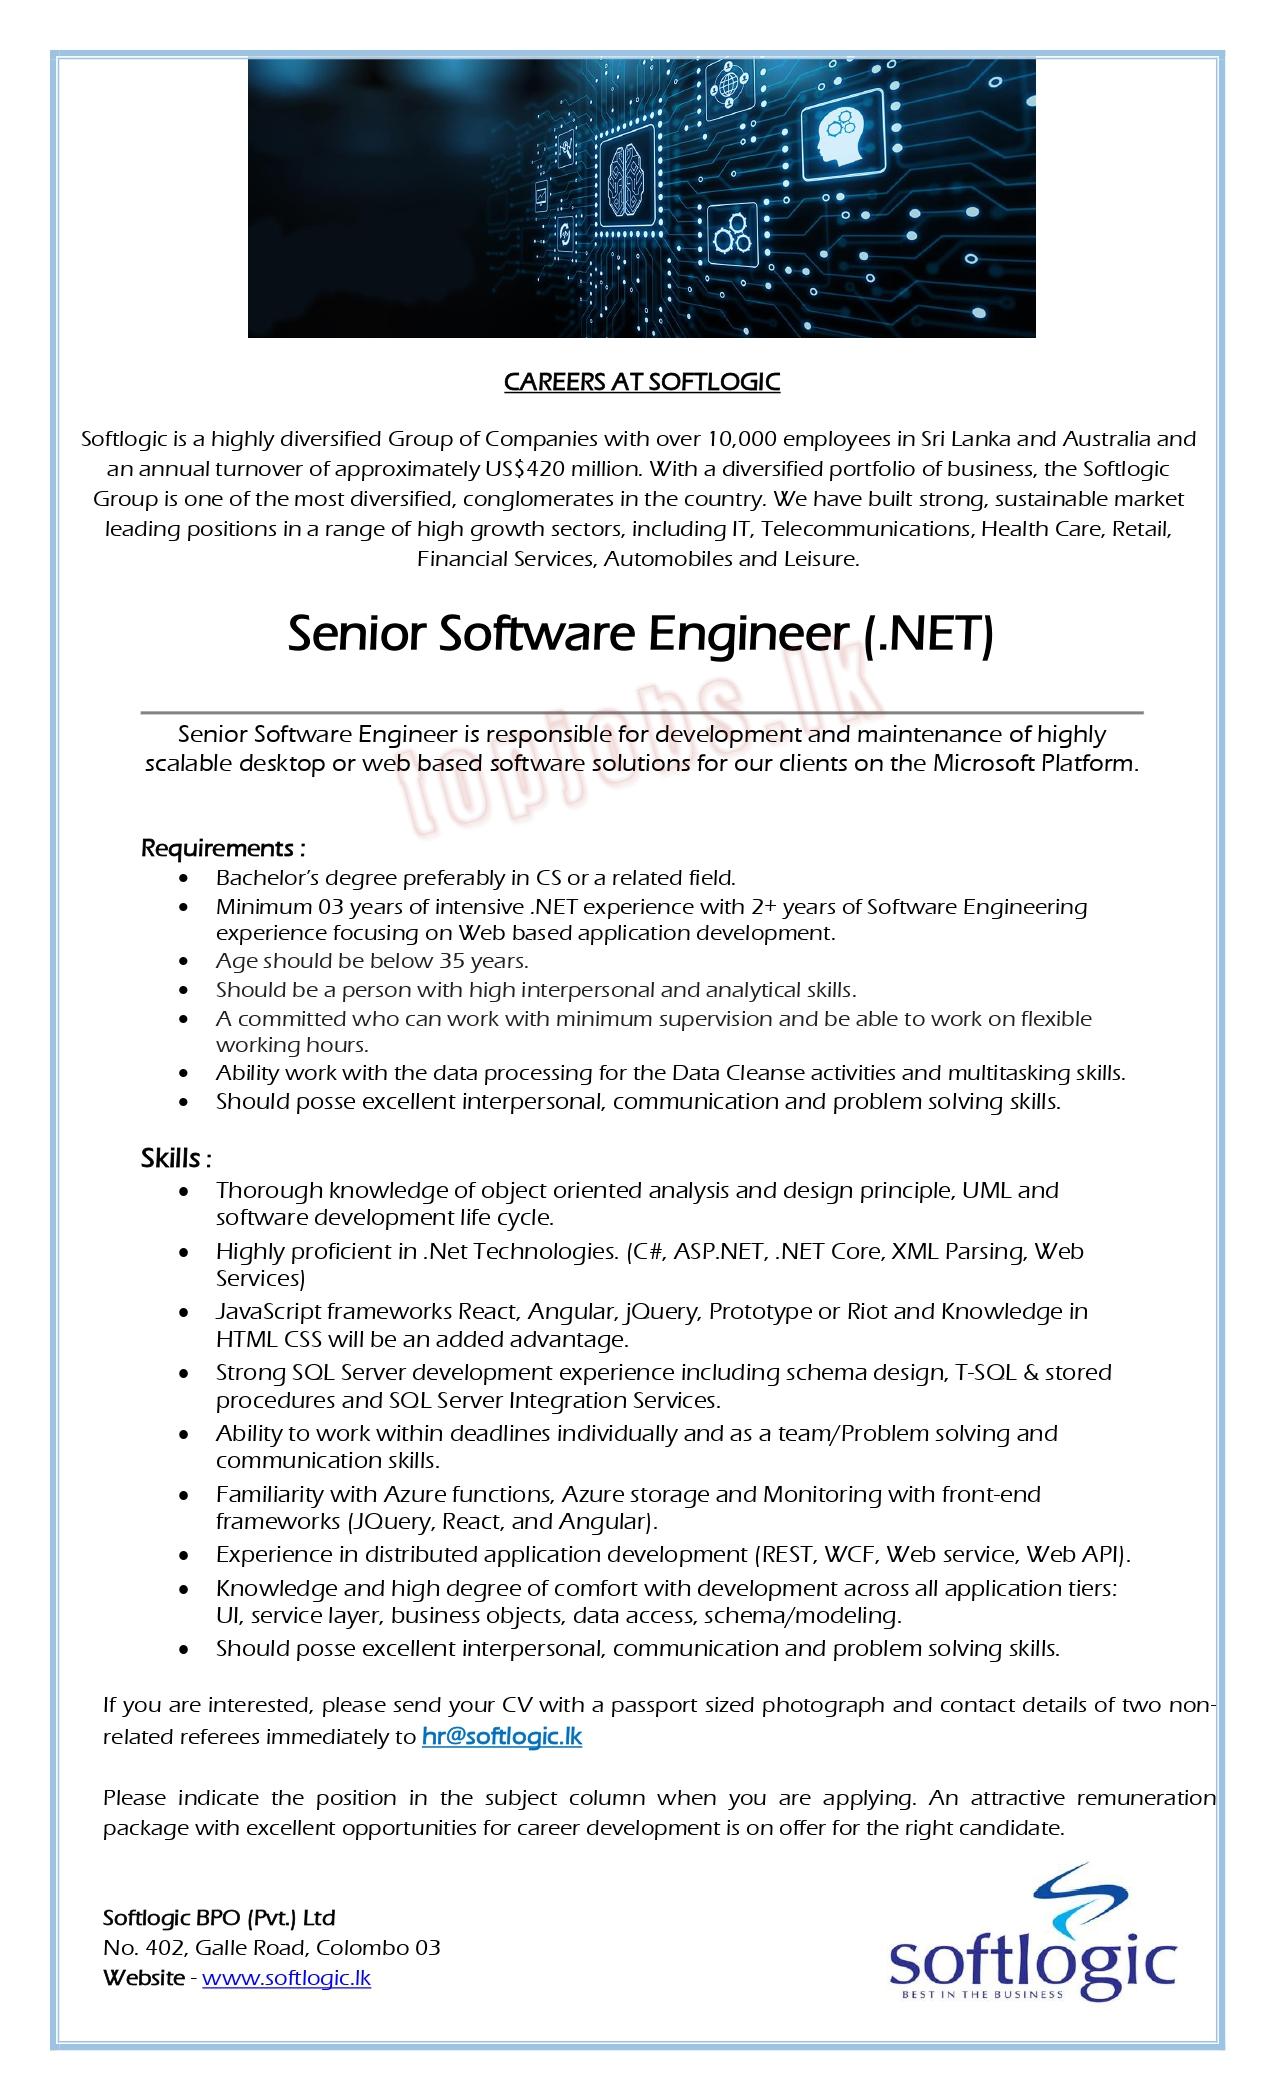 CAREERS AT SOFTLOGIC
Softlogic is a highly diversified Group of Companies with over 10,000 employees in Sri Lanka and Australia and
an annual turnover of approximately US$420 million. With a diversified portfolio of business, the Softlogic
Group is one of the most diversified, conglomerates in the country. We have built strong, sustainable market
leading positions in a range of high growth sectors, including IT, Telecommunications, Health Care, Retail,
Financial Services, Automobiles and Leisure.
Senior Software Engineer (.NET)
topjobs.lk
Senior Software Engineer is responsible for development and maintenance of highly
scalable desktop or web based software solutions for our clients on the Microsoft Platform.
Requirements :
• Bachelor's degree preferably in CS or a related field.
• Minimum 03 years of intensive .NET experience with 2+ years of Software Engineering
experience focusing on Web based application development.
• Age should be below 35 years.
• Should be a person with high interpersonal and analytical skills.
• A committed who can work with minimum supervision and be able to work on flexible
working hours.
• Ability work with the data processing for the Data Cleanse activities and multitasking skills.
• Should posse excellent interpersonal, communication and problem solving skills.
Skills :
• Thorough knowledge of object oriented analysis and design principle, UML and
software development life cycle.
• Highly proficient in .Net Technologies. (C#, ASP.NET, .NET Core, XML Parsing, Web
Services)
• JavaScript frameworks React, Angular, jQuery, Prototype or Riot and Knowledge in
HTML CSS will be an added advantage.
• Strong SQL Server development experience including schema design, T-SQL & stored
procedures and SQL Server Integration Services.
• Ability to work within deadlines individually and as a team/Problem solving and
communication skills.
• Familiarity with Azure functions, Azure storage and Monitoring with front-end
frameworks (JQuery, React, and Angular).
• Experience in distributed application development (REST, WCF, Web service, Web API).
• Knowledge and high degree of comfort with development across all application tiers:
UI, service layer, business objects, data access, schema/modeling.
• Should posse excellent interpersonal, communication and problem solving skills.
If you are interested, please send your CV with a passport sized photograph and contact details of two non-
related referees immediately to hr@softlogic.lk
Please indicate the position in the subject column when you are applying. An attractive remuneration
package with excellent opportunities for career development is on offer for the right candidate.
Softlogic BPO (Pvt.) Ltd
No. 402, Galle Road, Colombo 03
Website - www.softlogic.lk
softlogic
BEST IN THE BUSINESS